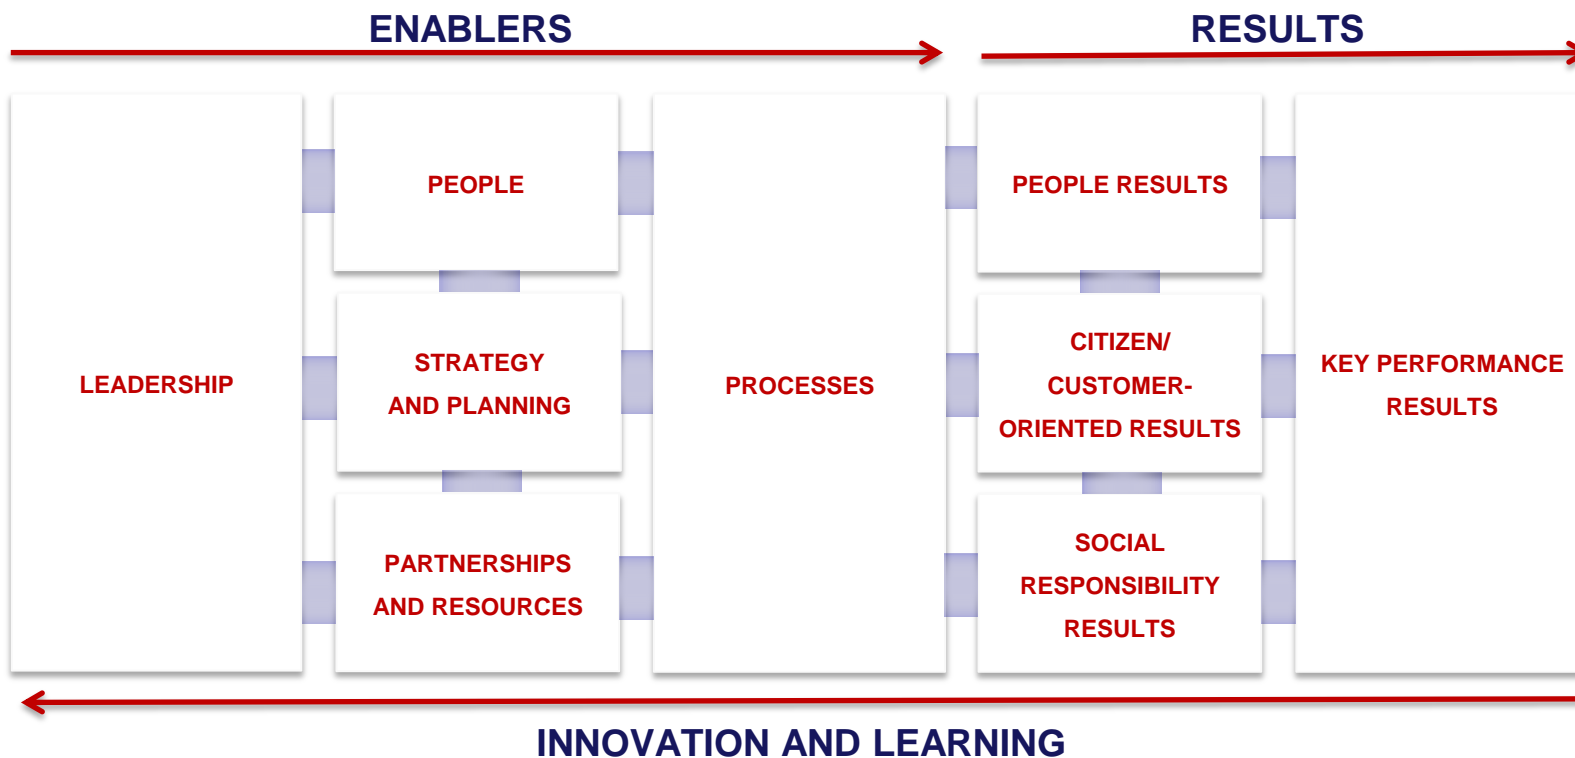 ENABLERS
RESULTS
PEOPLE
PEOPLE RESULTS
LEADERSHIP
STRATEGY
AND PLANNING
PROCESSES
CITIZEN/
CUSTOMER-
ORIENTED RESULTS
KEY PERFORMANCE
RESULTS
PARTNERSHIPS
AND RESOURCES
SOCIAL
RESPONSIBILITY
RESULTS
INNOVATION AND LEARNING